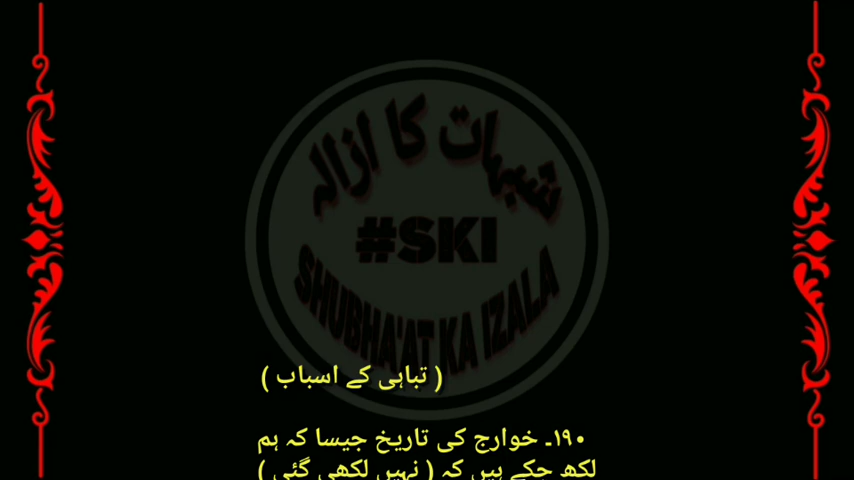 شبہات کا ازالہ
#SKI
SHUBHA'AT KA IZALA
( تباہی کے اسباب )
١٩٠۔ خوارج کی تاریخ جیسا کہ ہم
لکھ چکے ہیں کہ ( نہیں لکھی گئی )